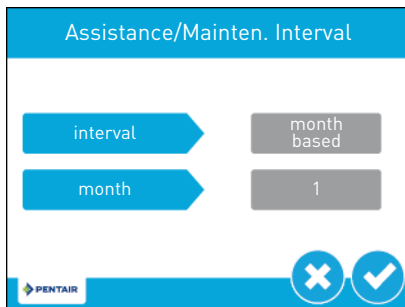 Assistance/Mainten. Interval
interval
month
based
month
1
PENTAIR